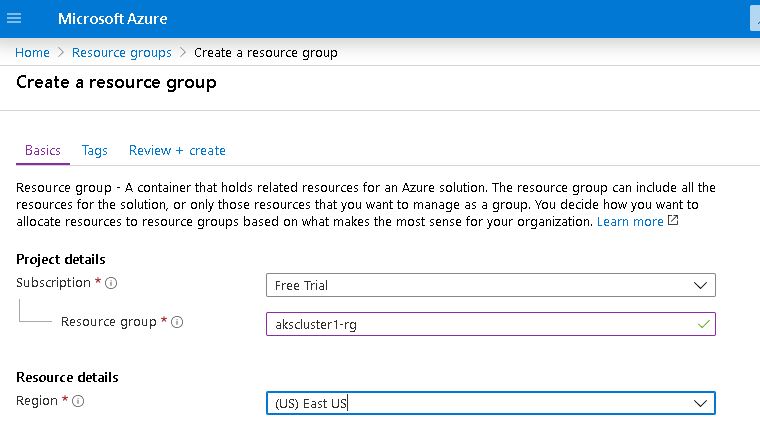 Microsoft Azure
Home > Resource groups > Create a resource group
Create a resource group
Basics Tags Review + create
Resource group - A container that holds related resources for an Azure solution. The resource group can include all the
resources for the solution, or only those resources that you want to manage as a group. You decide how you want to
allocate resources to resource groups based on what makes the most sense for your organization. Learn more
Project details
Subscription * Free Trial
Resource group * akscluster1-rg
Resource details
Region * (US) East US